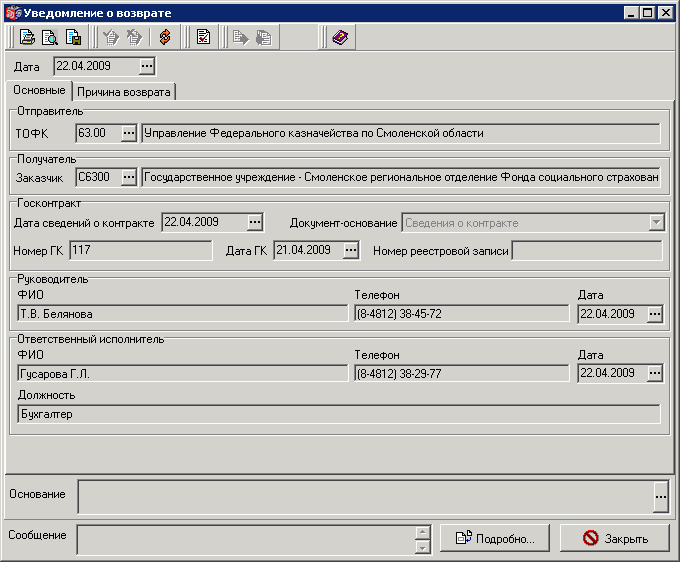 Уведомление о возврате
Дата 22.04.2009 ...
Основные Причина возврата
Отправитель
ТОФК 63.00 ... Управление Федерального казначейства по Смоленской области
Получатель
Заказчик С6300 ... Государственное учреждение - Смоленское региональное отделение Фонда социального страхован
Госконтракт
Дата сведений о контракте 22.04.2009 ... Документ-основание Сведения о контракте
Номер ГК 117 Дата ГК 21.04.2009 ... Номер реестровой записи
Руководитель
ФИО Телефон Дата
Т.В. Белянова (8-4812) 38-45-72 22.04.2009 ...
Ответственный исполнитель
ФИО Телефон Дата
Гусарова Г.Л. (8-4812) 38-29-77 22.04.2009 ...
Должность
Бухгалтер
Основание ...
Сообщение Подробно... Закрыть